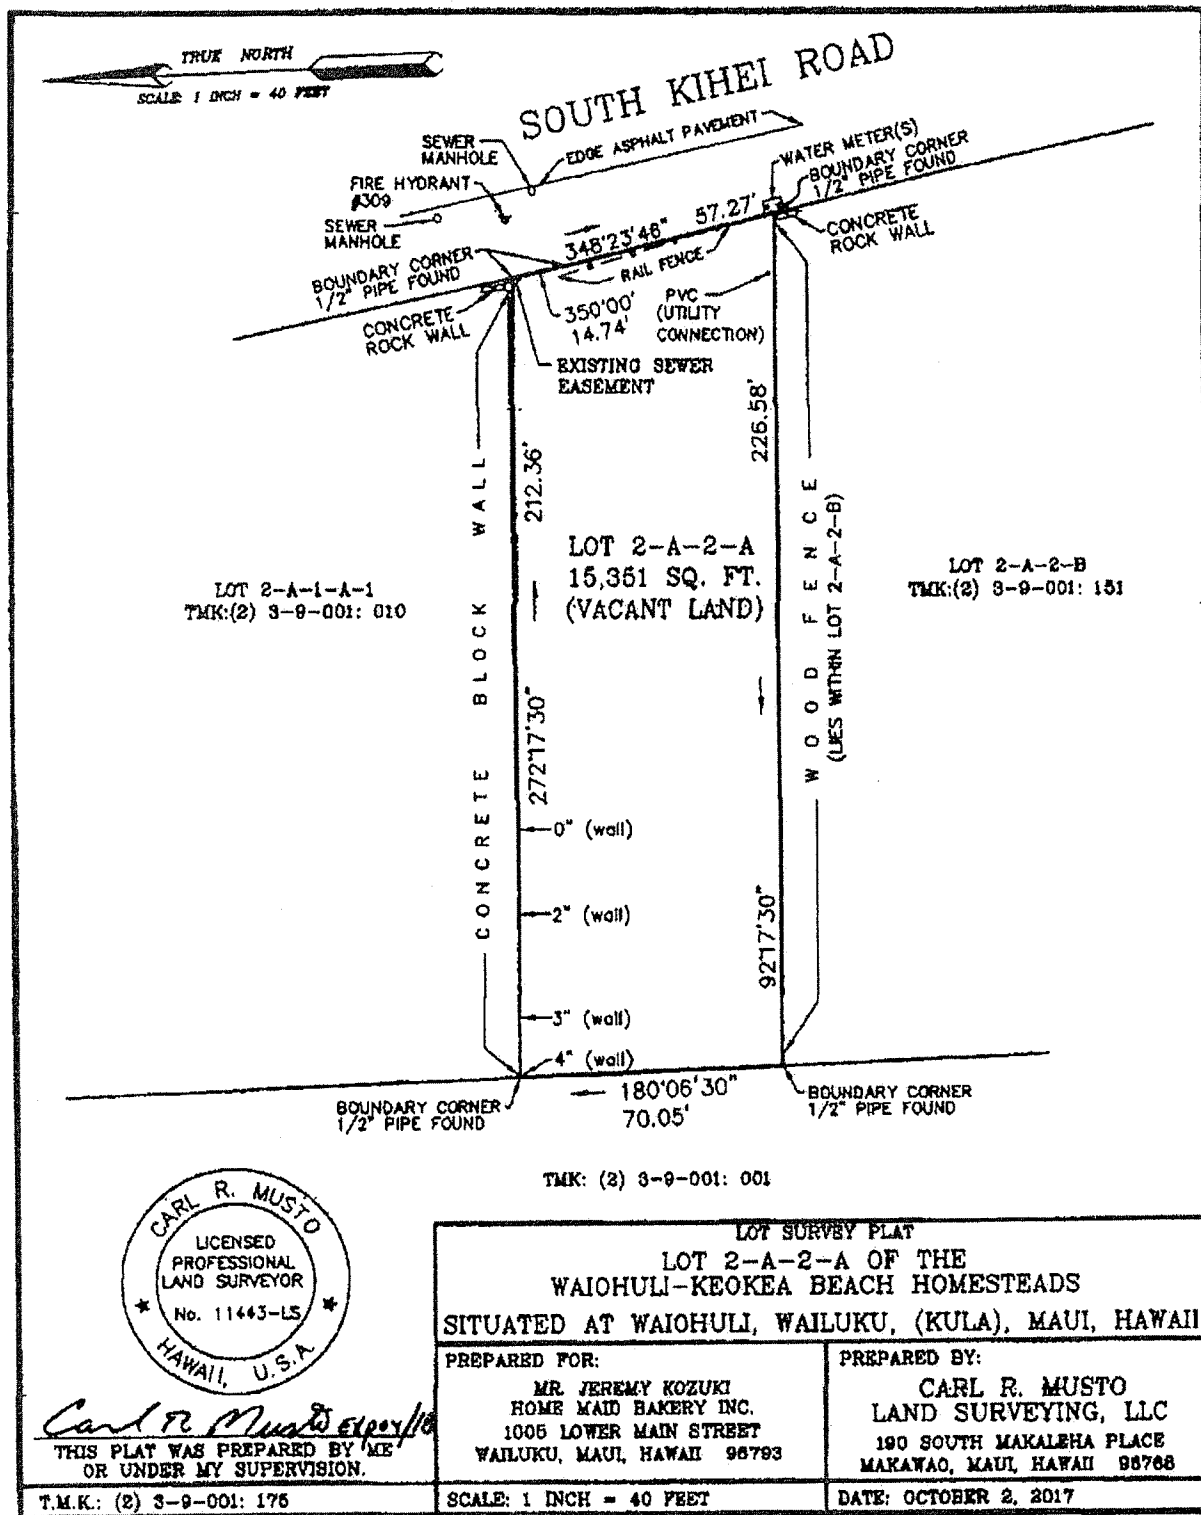 TRUE NORTH
SCALE: 1 INCH = 40 FEET
SOUTH KIHEI ROAD
SEWER
MANHOLE
EDGE ASPHALT PAVEMENT
WATER METER(S)
BOUNDARY CORNER
1/2" PIPE FOUND
FIRE HYDRANT
#309
SEWER
MANHOLE
57.27'
348°23'48"
CONCRETE
ROCK WALL
BOUNDARY CORNER
1/2" PIPE FOUND
RAIL FENCE
350°00'
14.74'
PVC
(UTILITY
CONNECTION)
CONCRETE
ROCK WALL
EXISTING SEWER
EASEMENT
CONCRETE BLOCK WALL
212.36'
272°17'30"
226.58'
92°17'30"
WOOD FENCE
(LIES WITHIN LOT 2-A-2-B)
LOT 2-A-2-A
15,351 SQ. FT.
(VACANT LAND)
LOT 2-A-1-A-1
TMK:(2) 3-9-001: 010
LOT 2-A-2-B
TMK:(2) 3-9-001: 151
0" (wall)
2" (wall)
3" (wall)
4" (wall)
BOUNDARY CORNER
1/2" PIPE FOUND
180°06'30"
70.05'
BOUNDARY CORNER
1/2" PIPE FOUND
TMK: (2) 3-9-001: 001
CARL R. MUSTO
LICENSED
PROFESSIONAL
LAND SURVEYOR
No. 11443-LS
HAWAII, U.S.A.
Carl R Musto
THIS PLAT WAS PREPARED BY ME
OR UNDER MY SUPERVISION.
T.M.K.: (2) 3-9-001: 176
LOT SURVEY PLAT
LOT 2-A-2-A OF THE
WAIOHULI-KEOKEA BEACH HOMESTEADS
SITUATED AT WAIOHULI, WAILUKU, (KULA), MAUI, HAWAII
PREPARED FOR:
MR. JEREMY KOZUKI
HOME MAID BAKERY INC.
1005 LOWER MAIN STREET
WAILUKU, MAUI, HAWAII 96793
PREPARED BY:
CARL R. MUSTO
LAND SURVEYING, LLC
190 SOUTH MAKALEHA PLACE
MAKAWAO, MAUI, HAWAII 96768
SCALE: 1 INCH = 40 FEET
DATE: OCTOBER 2, 2017